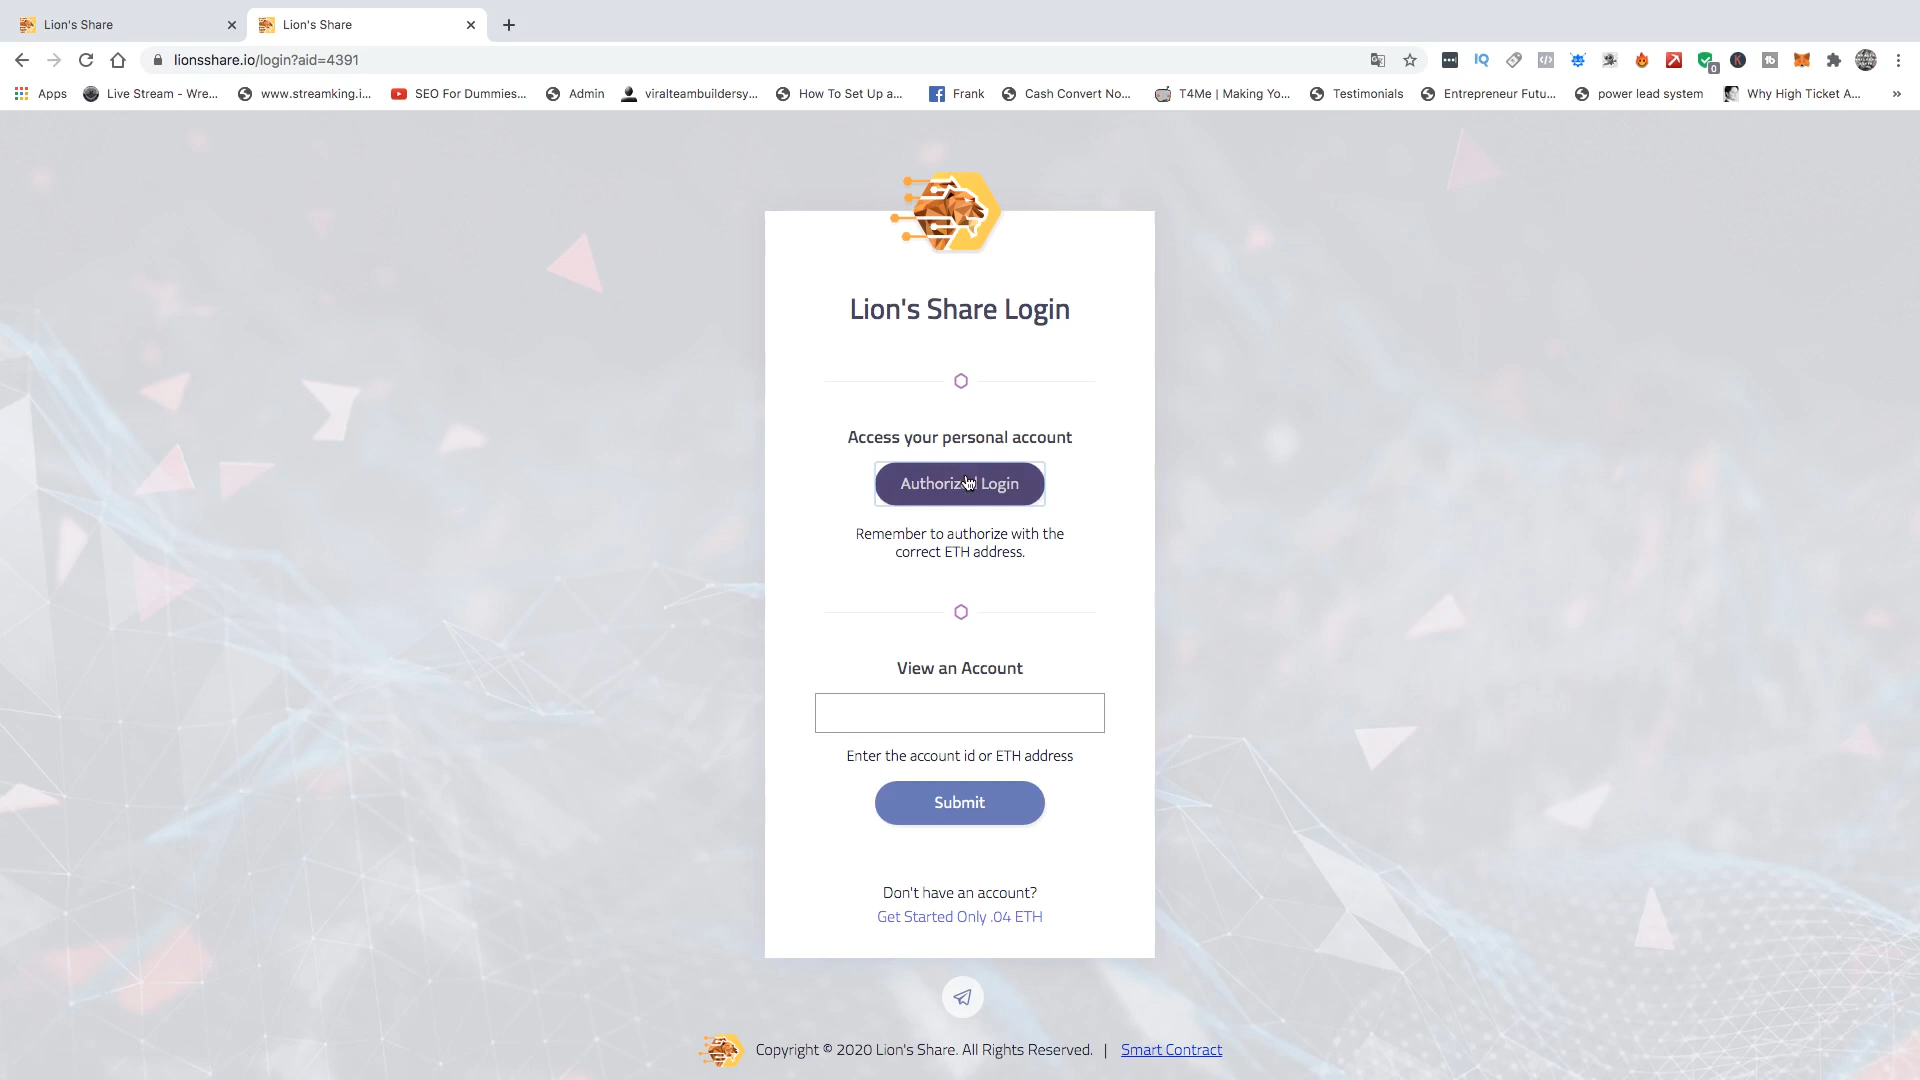 Lion's Share
Lion's Share
lionsshare.io/login?aid=4391
Apps
Live Stream - Wre...
www.streamking.i...
SEO For Dummies...
Admin
viralteambuildersy...
How To Set Up a...
Frank
Cash Convert No...
T4Me | Making Yo...
Testimonials
Entrepreneur Futu...
power lead system
Why High Ticket A...
»
Lion's Share Login
Access your personal account
Authorized Login
Remember to authorize with the
correct ETH address.
View an Account
Enter the account id or ETH address
Submit
Don't have an account?
Get Started Only .04 ETH
Copyright © 2020 Lion's Share. All Rights Reserved. | Smart Contract